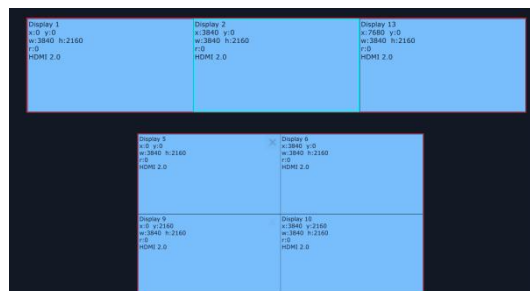 Display 1
x:0 y:0
w:3840 h:2160
r:0
HDMI 2.0
Display 2
x:3840 y:0
w:3840 h:2160
r:0
HDMI 2.0
Display 13
x:7680 y:0
w:3840 h:2160
r:0
HDMI 2.0
Display 5
x:0 y:0
w:3840 h:2160
r:0
HDMI 2.0
Display 6
x:3840 y:0
w:3840 h:2160
r:0
HDMI 2.0
Display 9
x:0 y:2160
w:3840 h:2160
r:0
HDMI 2.0
Display 10
x:3840 y:2160
w:3840 h:2160
r:0
HDMI 2.0